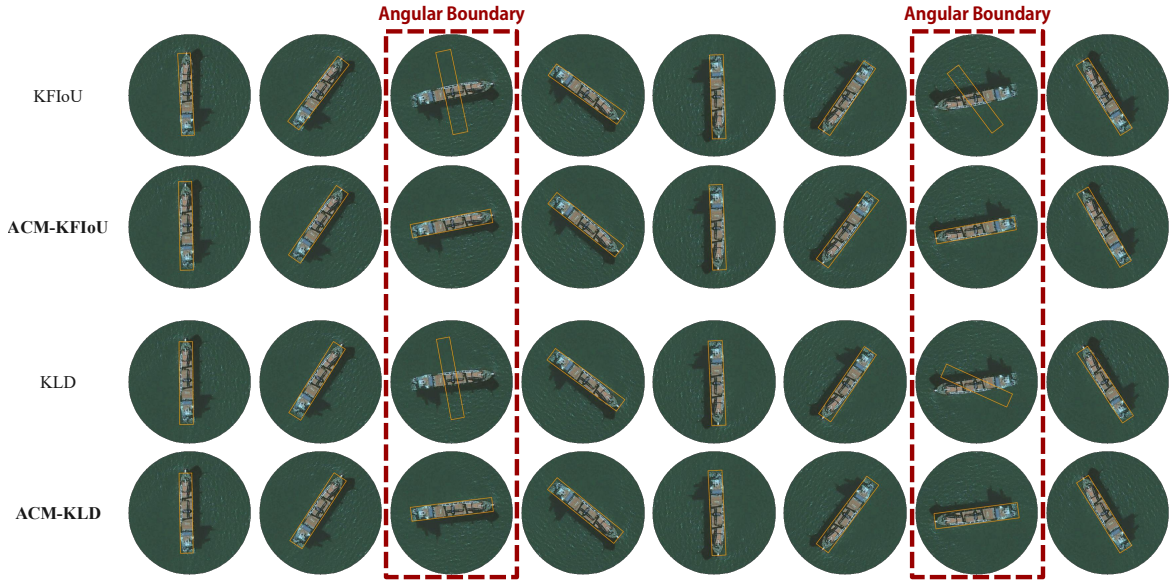 Angular Boundary
Angular Boundary
KFIoU
ACM-KFIoU
KLD
ACM-KLD